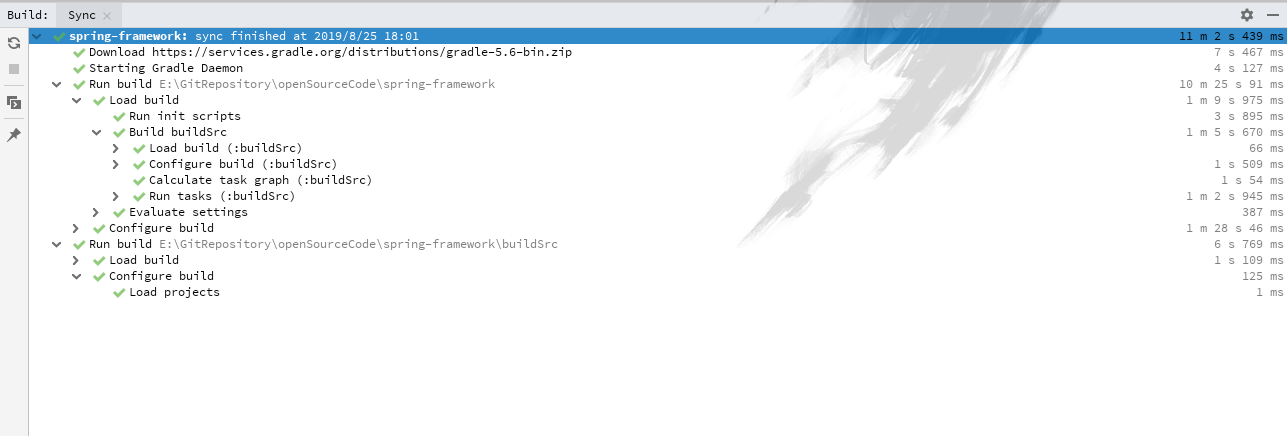 Build: Sync
spring-framework: sync finished at 2019/8/25 18:01 11 m 2 s 439 ms
Download https://services.gradle.org/distributions/gradle-5.6-bin.zip 7 s 467 ms
Starting Gradle Daemon 4 s 127 ms
Run build E:\GitRepository\openSourceCode\spring-framework 10 m 25 s 91 ms
Load build 1 m 9 s 975 ms
Run init scripts 3 s 895 ms
Build buildSrc 1 m 5 s 670 ms
Load build (:buildSrc) 66 ms
Configure build (:buildSrc) 1 s 509 ms
Calculate task graph (:buildSrc) 1 s 54 ms
Run tasks (:buildSrc) 1 m 2 s 945 ms
Evaluate settings 387 ms
Configure build 1 m 28 s 46 ms
Run build E:\GitRepository\openSourceCode\spring-framework\buildSrc 6 s 769 ms
Load build 1 s 109 ms
Configure build 125 ms
Load projects 1 ms